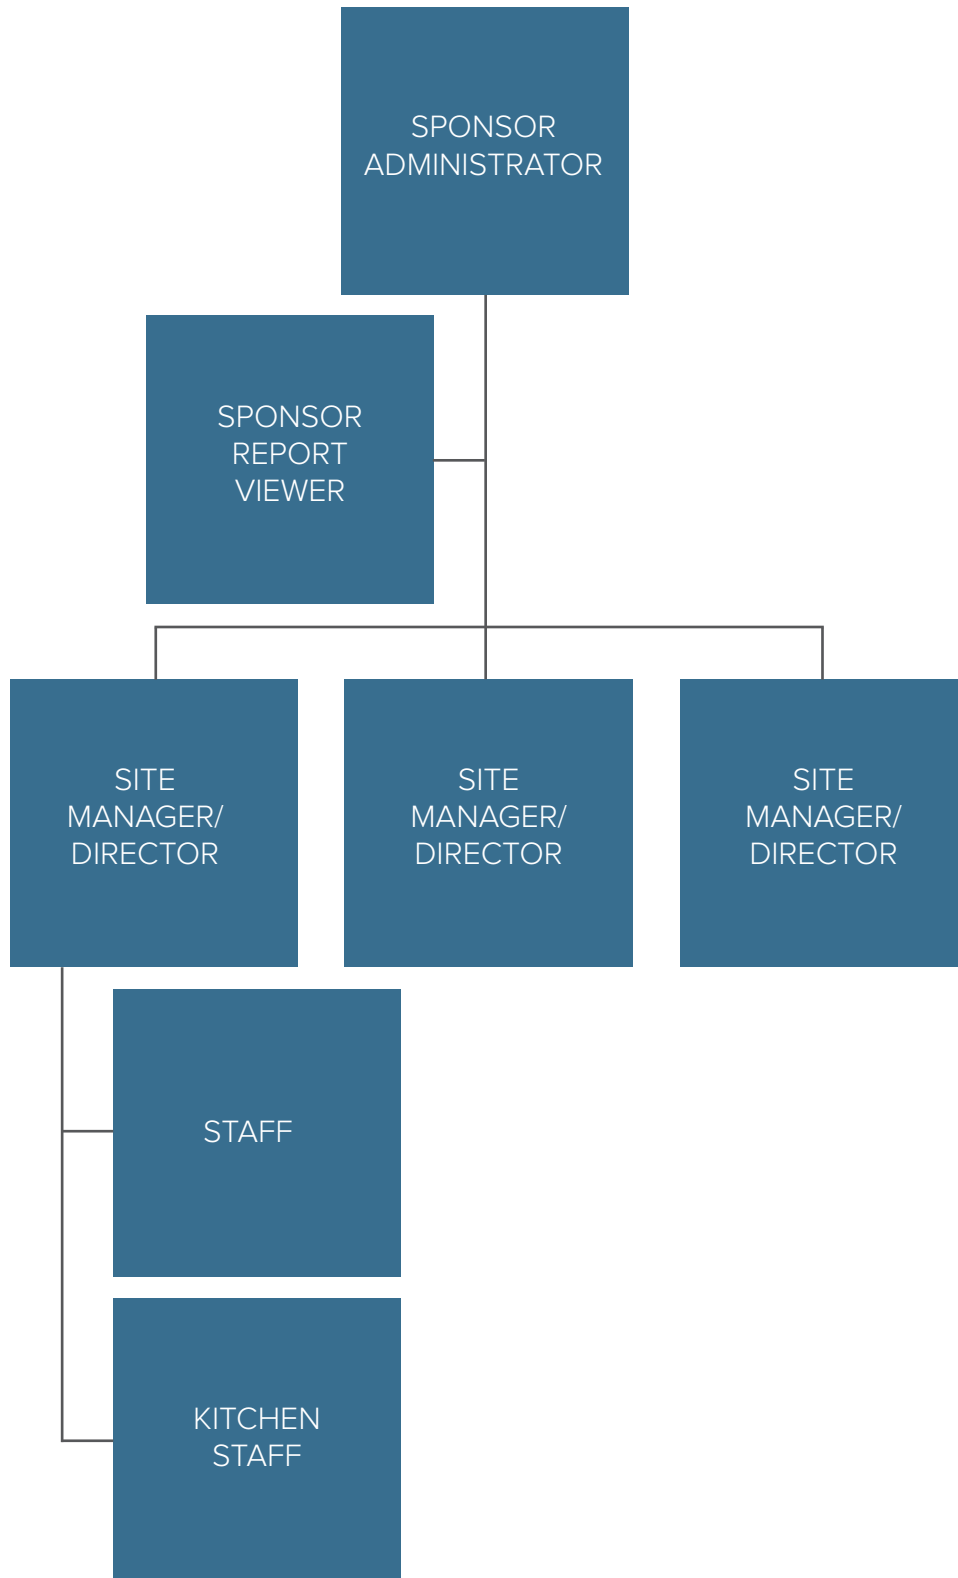 SPONSOR
ADMINISTRATOR
SPONSOR
REPORT
VIEWER
SITE
MANAGER/
DIRECTOR
SITE
MANAGER/
DIRECTOR
SITE
MANAGER/
DIRECTOR
STAFF
KITCHEN
STAFF